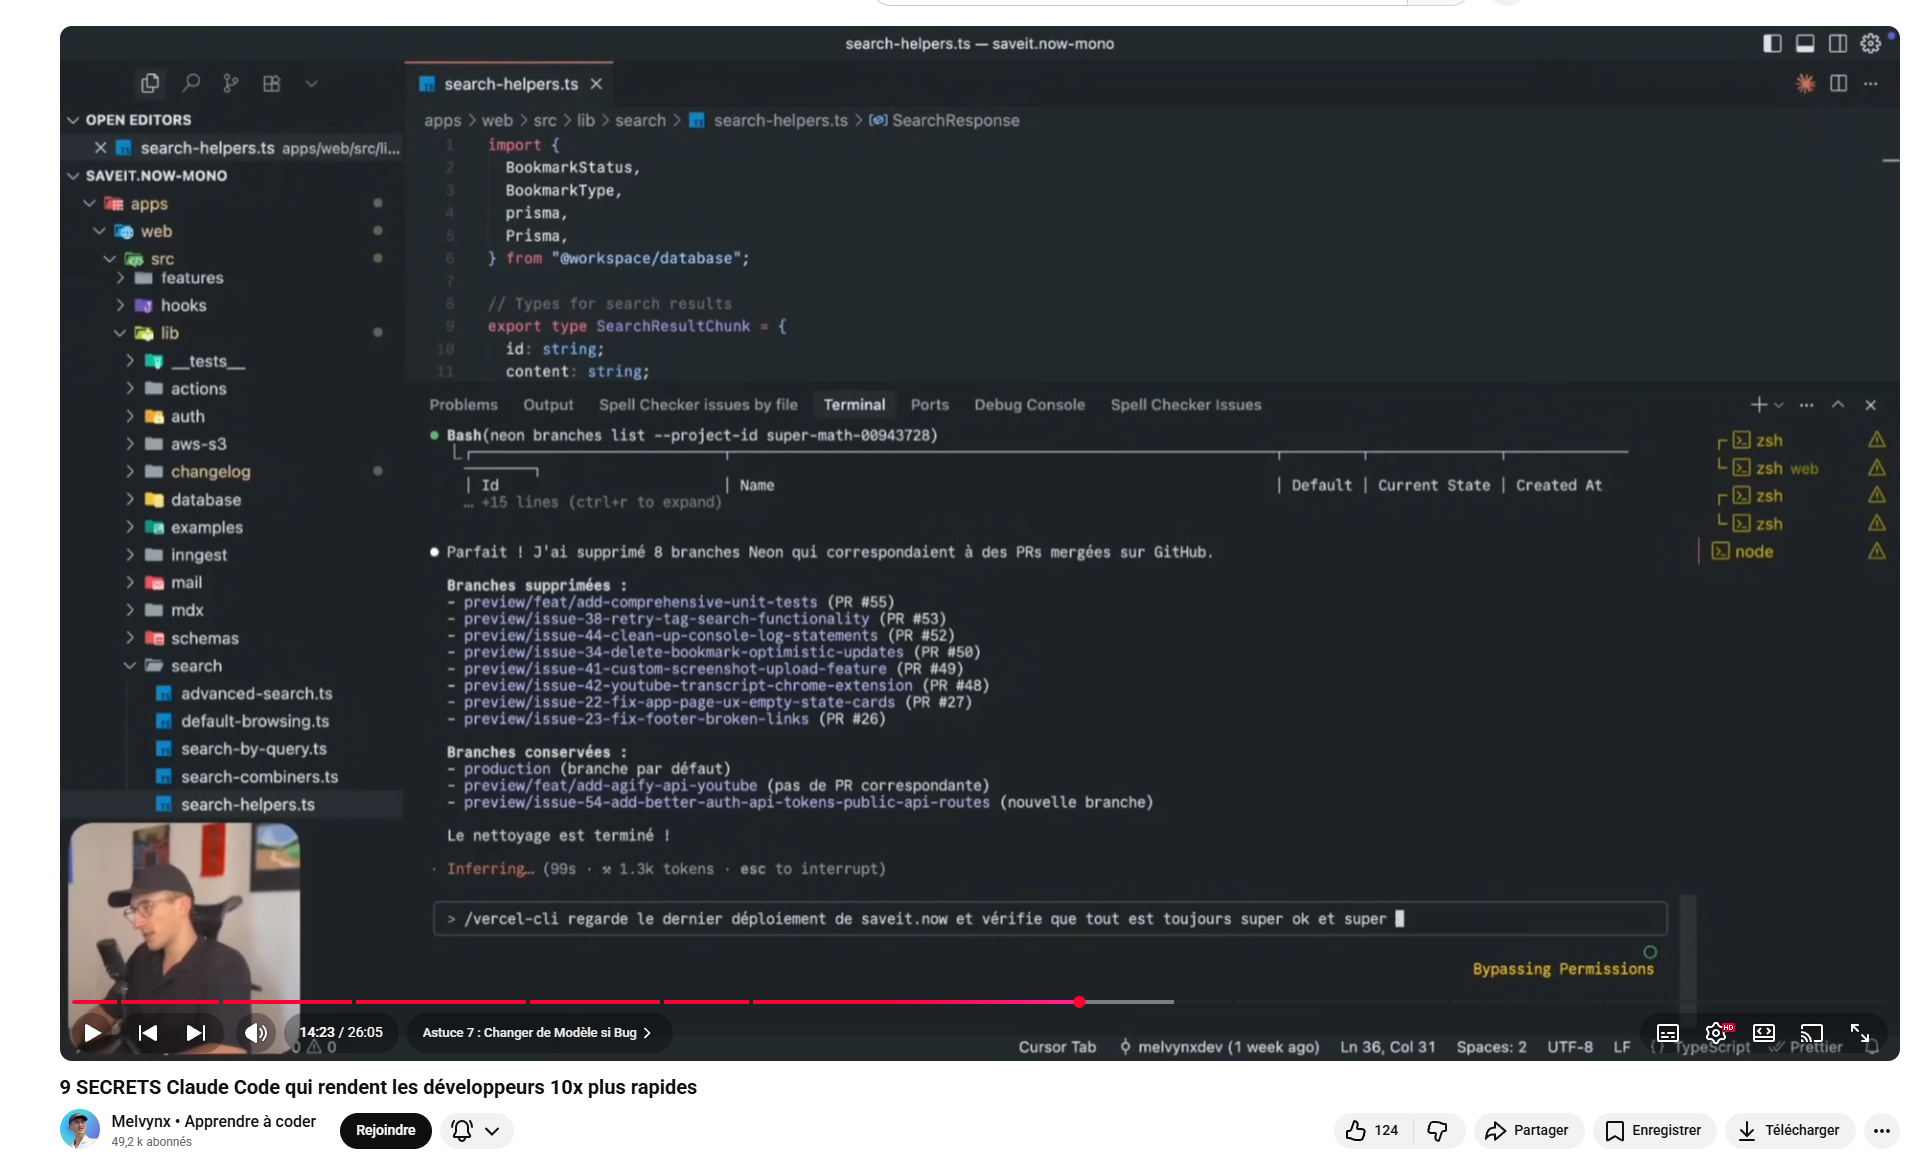 search-helpers.ts — saveit.now-mono
search-helpers.ts
OPEN EDITORS
search-helpers.ts apps/web/src/li...
SAVEIT.NOW-MONO
apps
web
src
features
hooks
lib
__tests__
actions
auth
aws-s3
changelog
database
examples
inngest
mail
mdx
schemas
search
advanced-search.ts
default-browsing.ts
search-by-query.ts
search-combiners.ts
search-helpers.ts
apps > web > src > lib > search > search-helpers.ts > SearchResponse
1 import {
2 BookmarkStatus,
3 BookmarkType,
4 prisma,
5 Prisma,
6 } from "@workspace/database";
7
8 // Types for search results
9 export type SearchResultChunk = {
10 id: string;
11 content: string;
Problems Output Spell Checker issues by file Terminal Ports Debug Console Spell Checker Issues
Bash(neon branches list --project-id super-math-00943728)
| Id | Name | Default | Current State | Created At
… +15 lines (ctrl+r to expand)
Parfait ! J'ai supprimé 8 branches Neon qui correspondaient à des PRs mergées sur GitHub.
Branches supprimées :
- preview/feat/add-comprehensive-unit-tests (PR #55)
- preview/issue-38-retry-tag-search-functionality (PR #53)
- preview/issue-44-clean-up-console-log-statements (PR #52)
- preview/issue-34-delete-bookmark-optimistic-updates (PR #50)
- preview/issue-41-custom-screenshot-upload-feature (PR #49)
- preview/issue-42-youtube-transcript-chrome-extension (PR #48)
- preview/issue-22-fix-app-page-ux-empty-state-cards (PR #27)
- preview/issue-23-fix-footer-broken-links (PR #26)
Branches conservées :
- production (branche par défaut)
- preview/feat/add-agify-api-youtube (pas de PR correspondante)
- preview/issue-54-add-better-auth-api-tokens-public-api-routes (nouvelle branche)
Le nettoyage est terminé !
· Inferring… (99s · 1.3k tokens · esc to interrupt)
> /vercel-cli regarde le dernier déploiement de saveit.now et vérifie que tout est toujours super ok et super
Bypassing Permissions
zsh
zsh web
zsh
zsh
node
14:23 / 26:05
Astuce 7 : Changer de Modèle si Bug
HD
0 0
Cursor Tab melvynxdev (1 week ago) Ln 36, Col 31 Spaces: 2 UTF-8 LF {} TypeScript Prettier
9 SECRETS Claude Code qui rendent les développeurs 10x plus rapides
Melvynx • Apprendre à coder
49,2 k abonnés
Rejoindre
124
Partager
Enregistrer
Télécharger